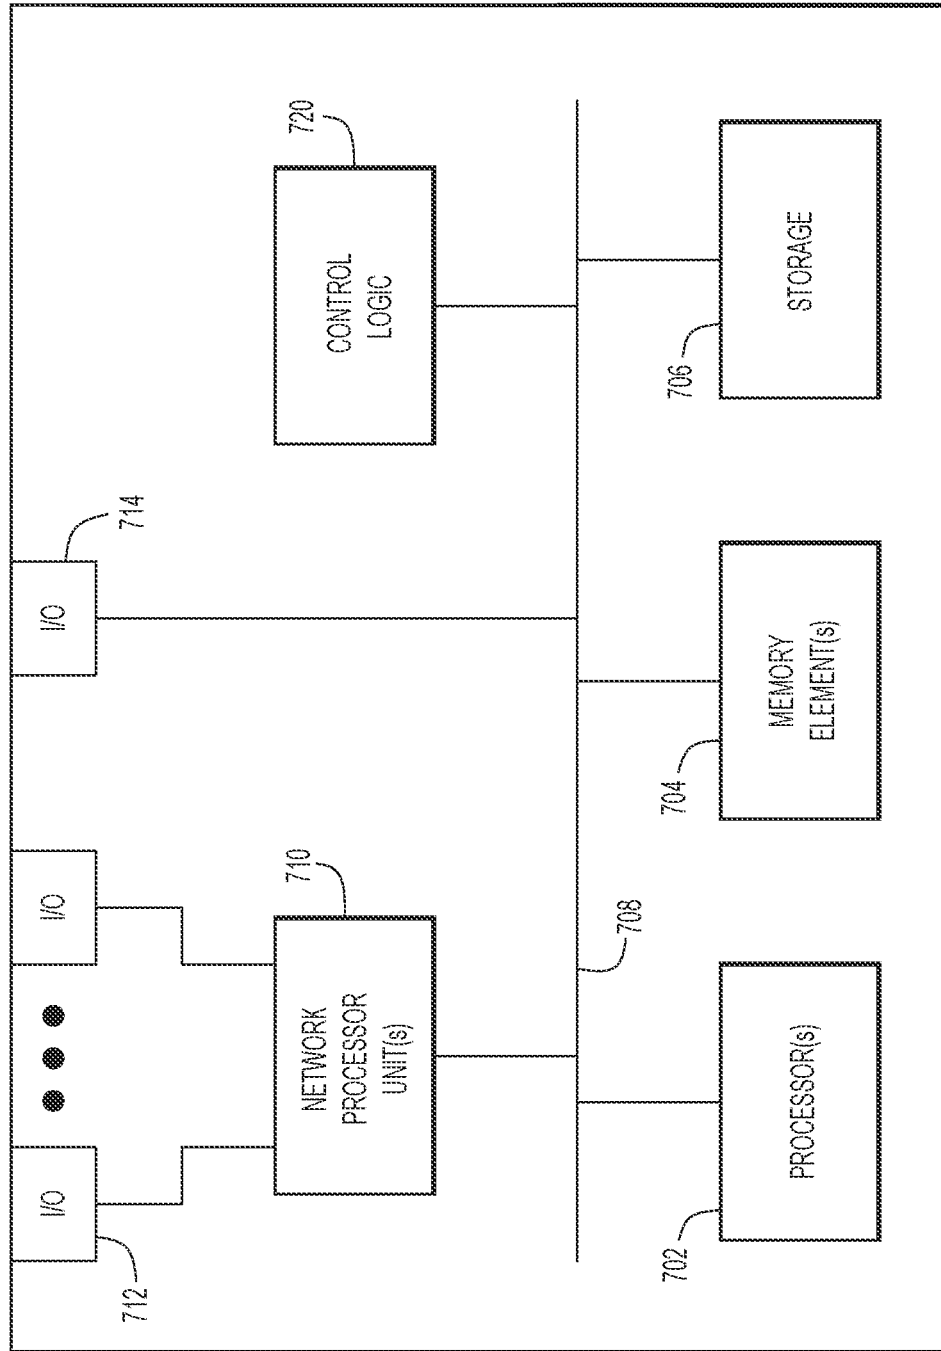 I/O
I/O
I/O
712
714
710
720
NETWORK
PROCESSOR
UNIT(s)
CONTROL
LOGIC
708
702
704
706
PROCESSOR(s)
MEMORY
ELEMENT(s)
STORAGE